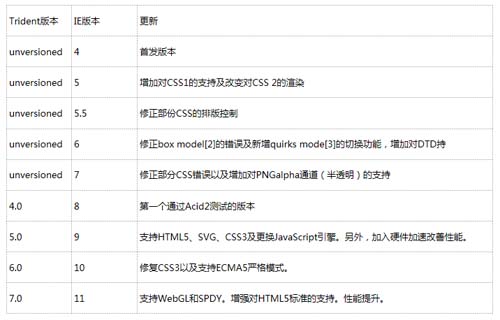 Trident版本 IE版本 更新
unversioned 4 首发版本
unversioned 5 增加对CSS1的支持及改变对CSS 2的渲染
unversioned 5.5 修正部份CSS的排版控制
unversioned 6 修正box model[2]的错误及新增quirks mode[3]的切换功能，增加对DTD持
unversioned 7 修正部分CSS错误以及增加对PNGalpha通道（半透明）的支持
4.0 8 第一个通过Acid2测试的版本
5.0 9 支持HTML5、SVG、CSS3及更换JavaScript引擎。另外，加入硬件加速改善性能。
6.0 10 修复CSS3以及支持ECMA5严格模式。
7.0 11 支持WebGL和SPDY。增强对HTML5标准的支持。性能提升。